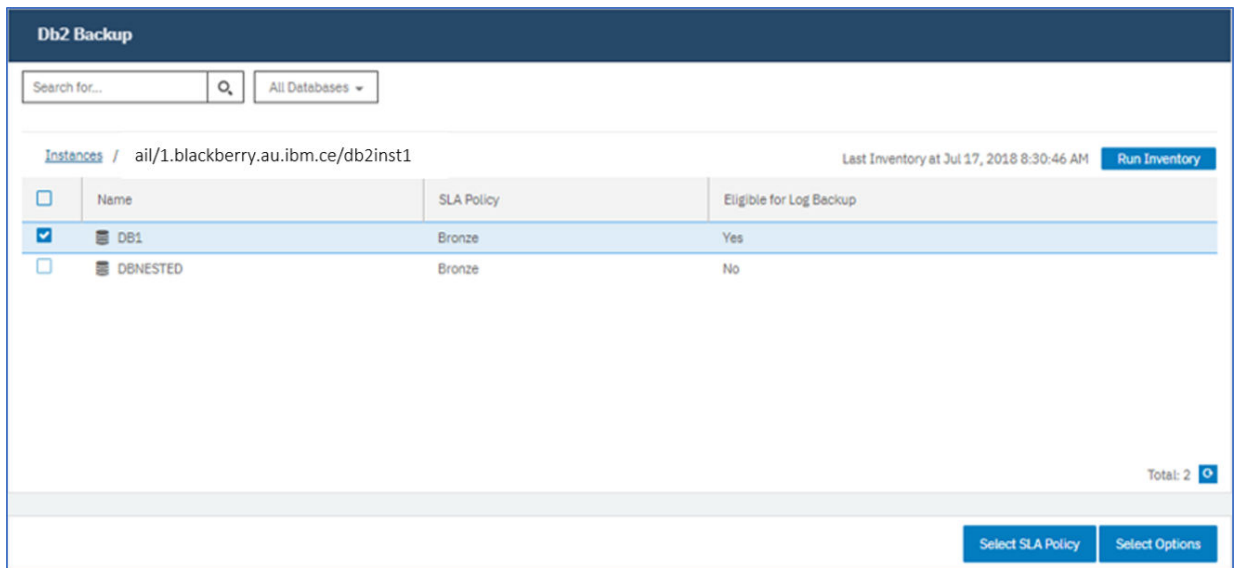 Db2 Backup
Search for... All Databases
Instances / ail/1.blackberry.au.ibm.ce/db2inst1 Last Inventory at Jul 17, 2018 8:30:46 AM Run Inventory
Name SLA Policy Eligible for Log Backup
DB1 Bronze Yes
DBNESTED Bronze No
Total: 2
Select SLA Policy Select Options